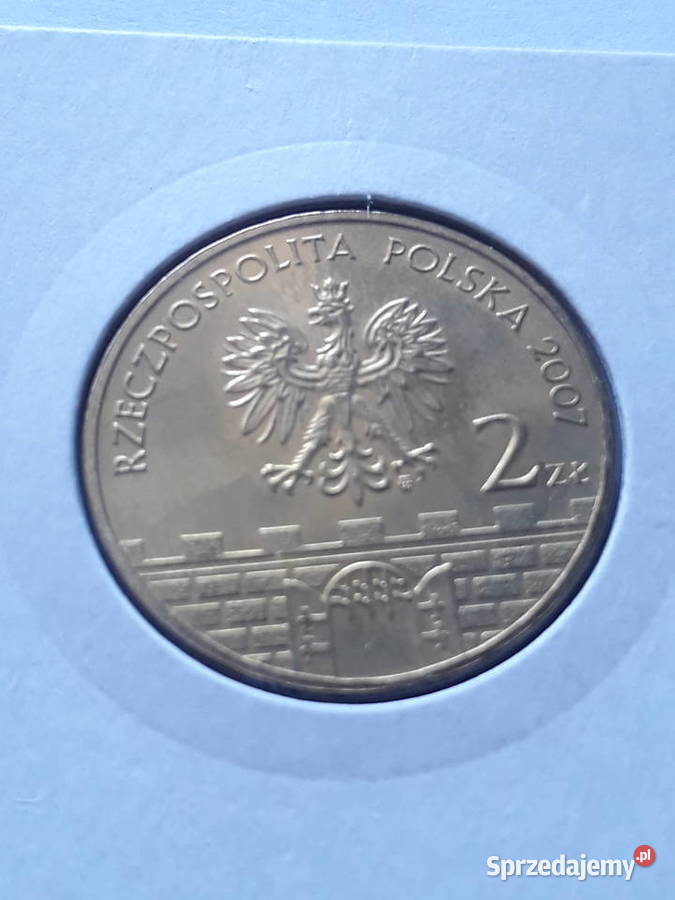 RZECZPOSPOLITA POLSKA 2007
2 ZŁ
Sprzedajemy.pl